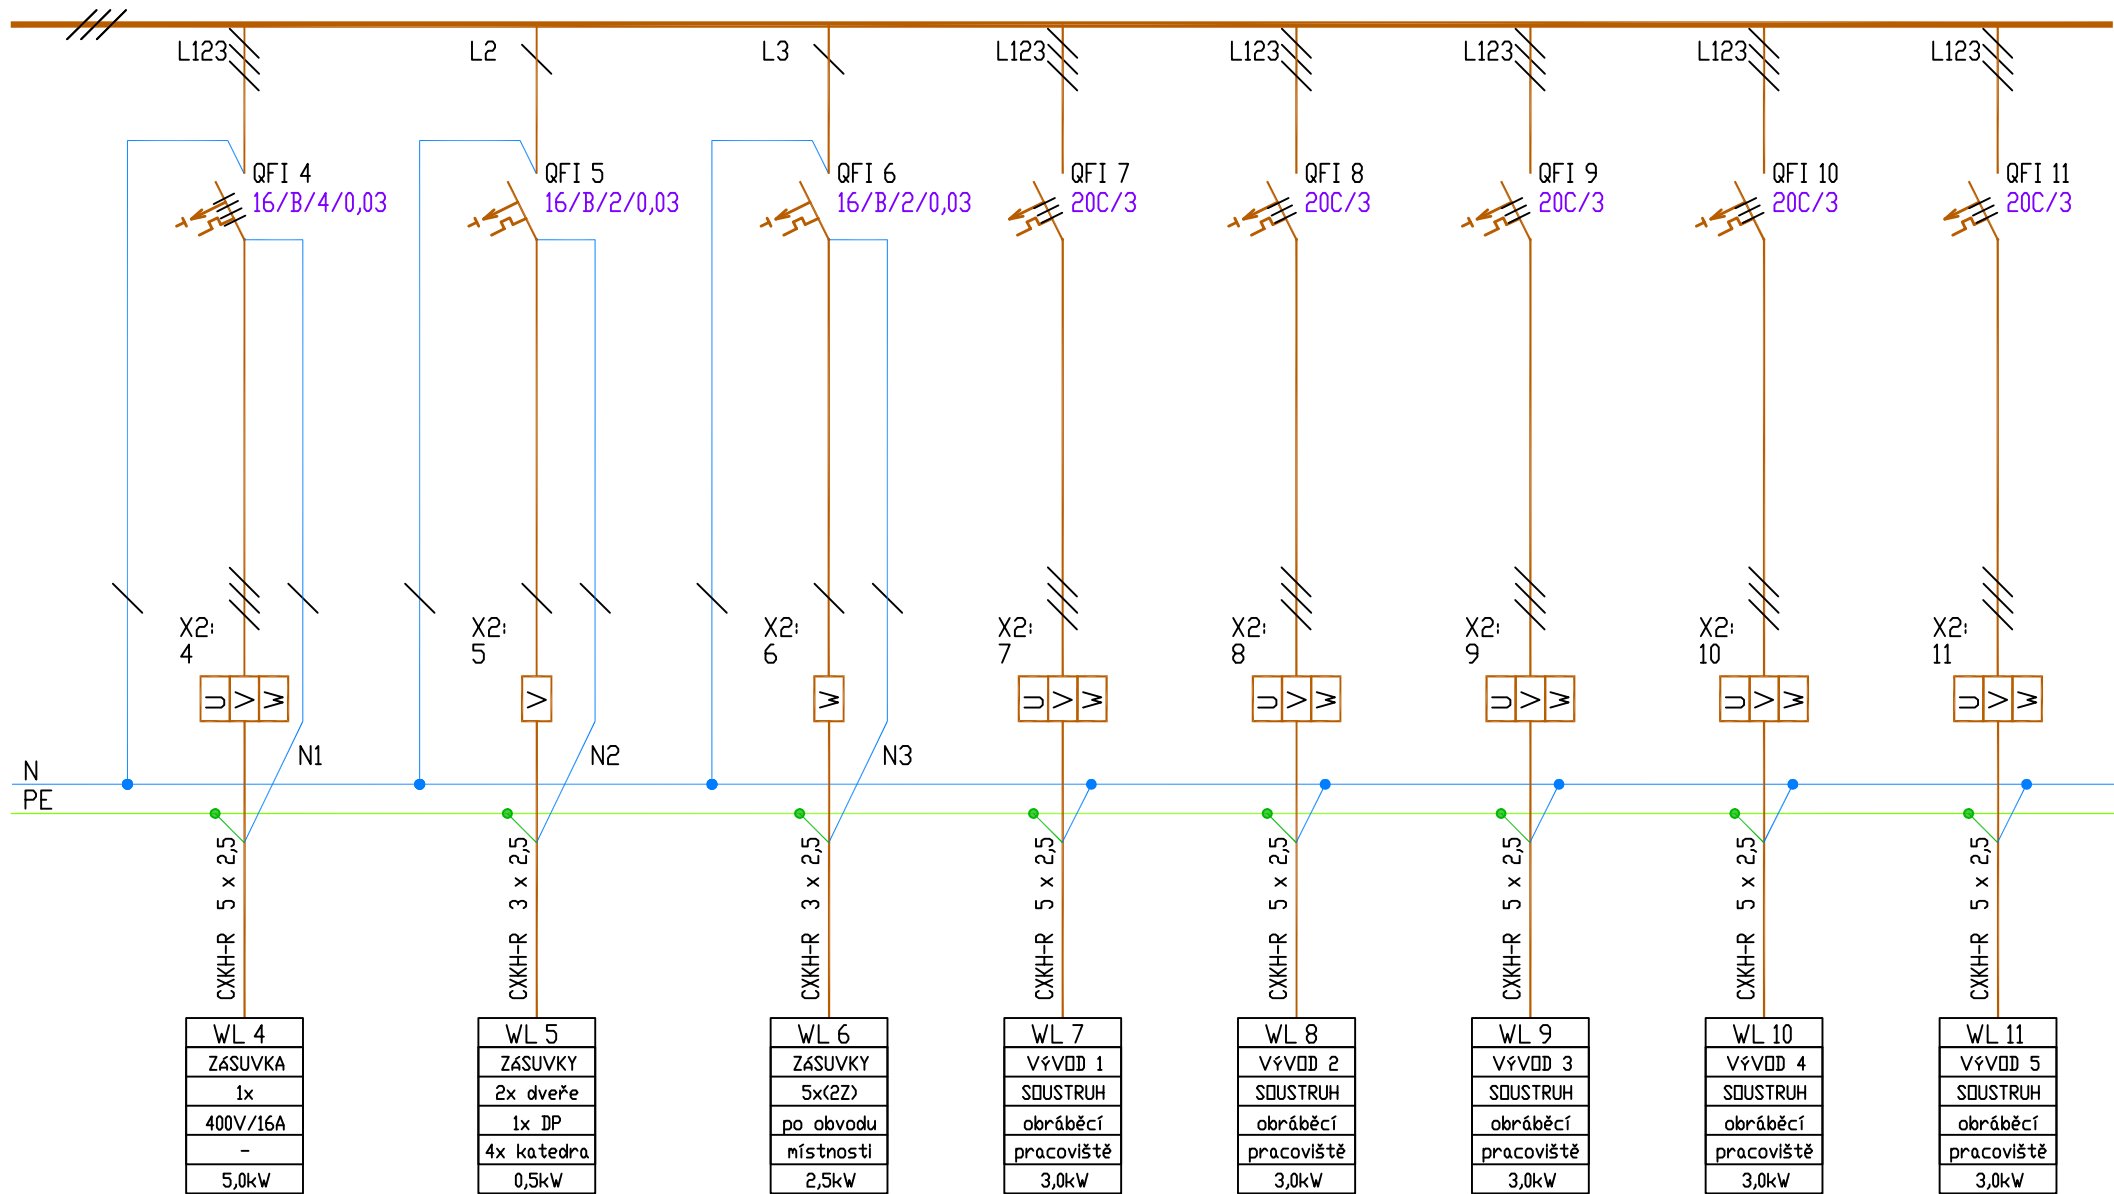 L123 L2 L3 L123 L123 L123 L123 L123
QFI 4 QFI 5 QFI 6 QFI 7 QFI 8 QFI 9 QFI 10 QFI 11
16/B/4/0,03 16/B/2/0,03 16/B/2/0,03 20C/3 20C/3 20C/3 20C/3 20C/3
X2: X2: X2: X2: X2: X2: X2: X2:
4 5 6 7 8 9 10 11
U V W V W U V W U V W U V W U V W U V W
N1 N2 N3
N
PE
CXKH-R 5 x 2,5 CXKH-R 3 x 2,5 CXKH-R 3 x 2,5 CXKH-R 5 x 2,5 CXKH-R 5 x 2,5 CXKH-R 5 x 2,5 CXKH-R 5 x 2,5 CXKH-R 5 x 2,5
WL 4 WL 5 WL 6 WL 7 WL 8 WL 9 WL 10 WL 11
ZÁSUVKA ZÁSUVKY ZÁSUVKY VÝVOD 1 VÝVOD 2 VÝVOD 3 VÝVOD 4 VÝVOD 5
1x 2x dveře 5x(2Z) SOUSTRUH SOUSTRUH SOUSTRUH SOUSTRUH SOUSTRUH
400V/16A 1x DP po obvodu obráběcí obráběcí obráběcí obráběcí obráběcí
- 4x katedra místnosti pracoviště pracoviště pracoviště pracoviště pracoviště
5,0kW 0,5kW 2,5kW 3,0kW 3,0kW 3,0kW 3,0kW 3,0kW